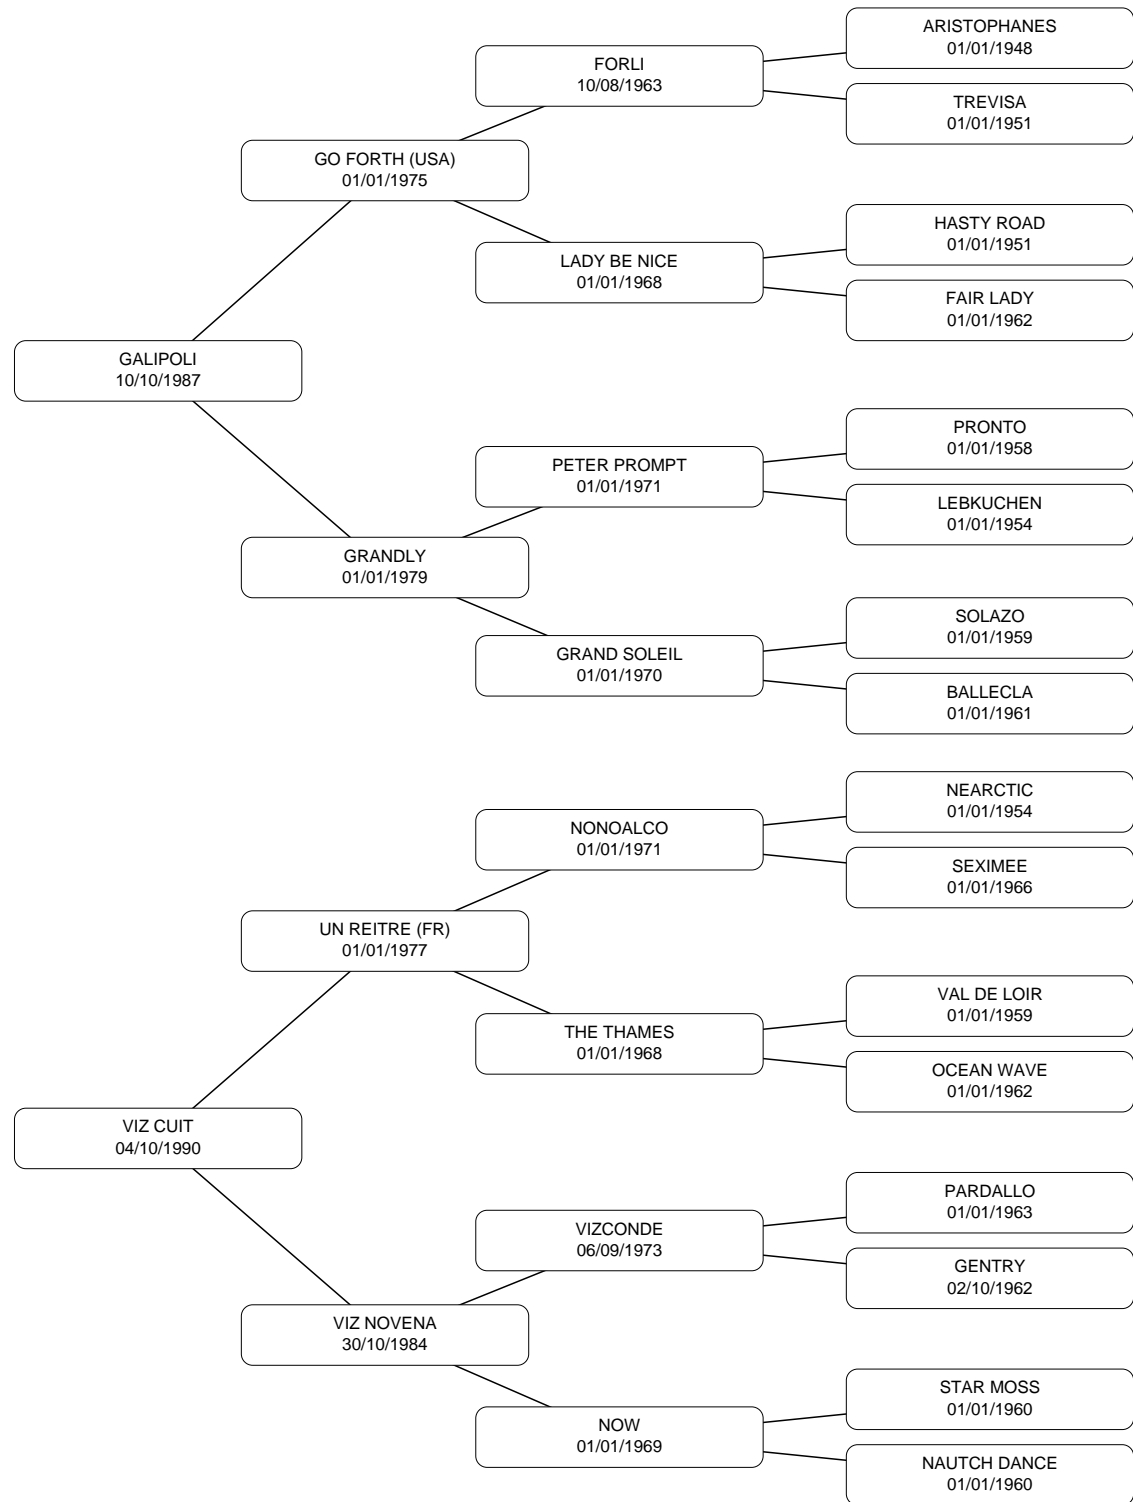 ARISTOPHANES
01/01/1948
FORLI
10/08/1963
TREVISA
01/01/1951
GO FORTH (USA)
01/01/1975
HASTY ROAD
01/01/1951
LADY BE NICE
01/01/1968
FAIR LADY
01/01/1962
GALIPOLI
10/10/1987
PRONTO
01/01/1958
PETER PROMPT
01/01/1971
LEBKUCHEN
01/01/1954
GRANDLY
01/01/1979
SOLAZO
01/01/1959
GRAND SOLEIL
01/01/1970
BALLECLA
01/01/1961
NEARCTIC
01/01/1954
NONOALCO
01/01/1971
SEXIMEE
01/01/1966
UN REITRE (FR)
01/01/1977
VAL DE LOIR
01/01/1959
THE THAMES
01/01/1968
OCEAN WAVE
01/01/1962
VIZ CUIT
04/10/1990
PARDALLO
01/01/1963
VIZCONDE
06/09/1973
GENTRY
02/10/1962
VIZ NOVENA
30/10/1984
STAR MOSS
01/01/1960
NOW
01/01/1969
NAUTCH DANCE
01/01/1960